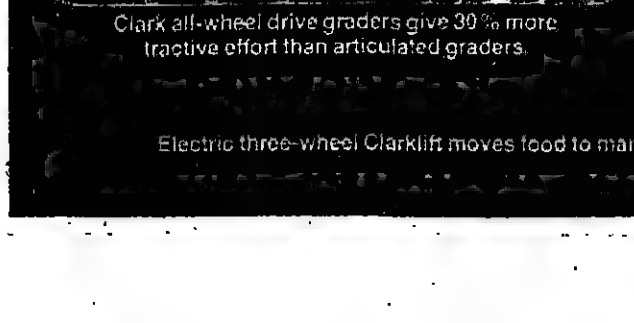 Clark all-wheel drive graders give 30% more
tractive effort than articulated graders.
Electric three-wheel Clarklift moves food to mar